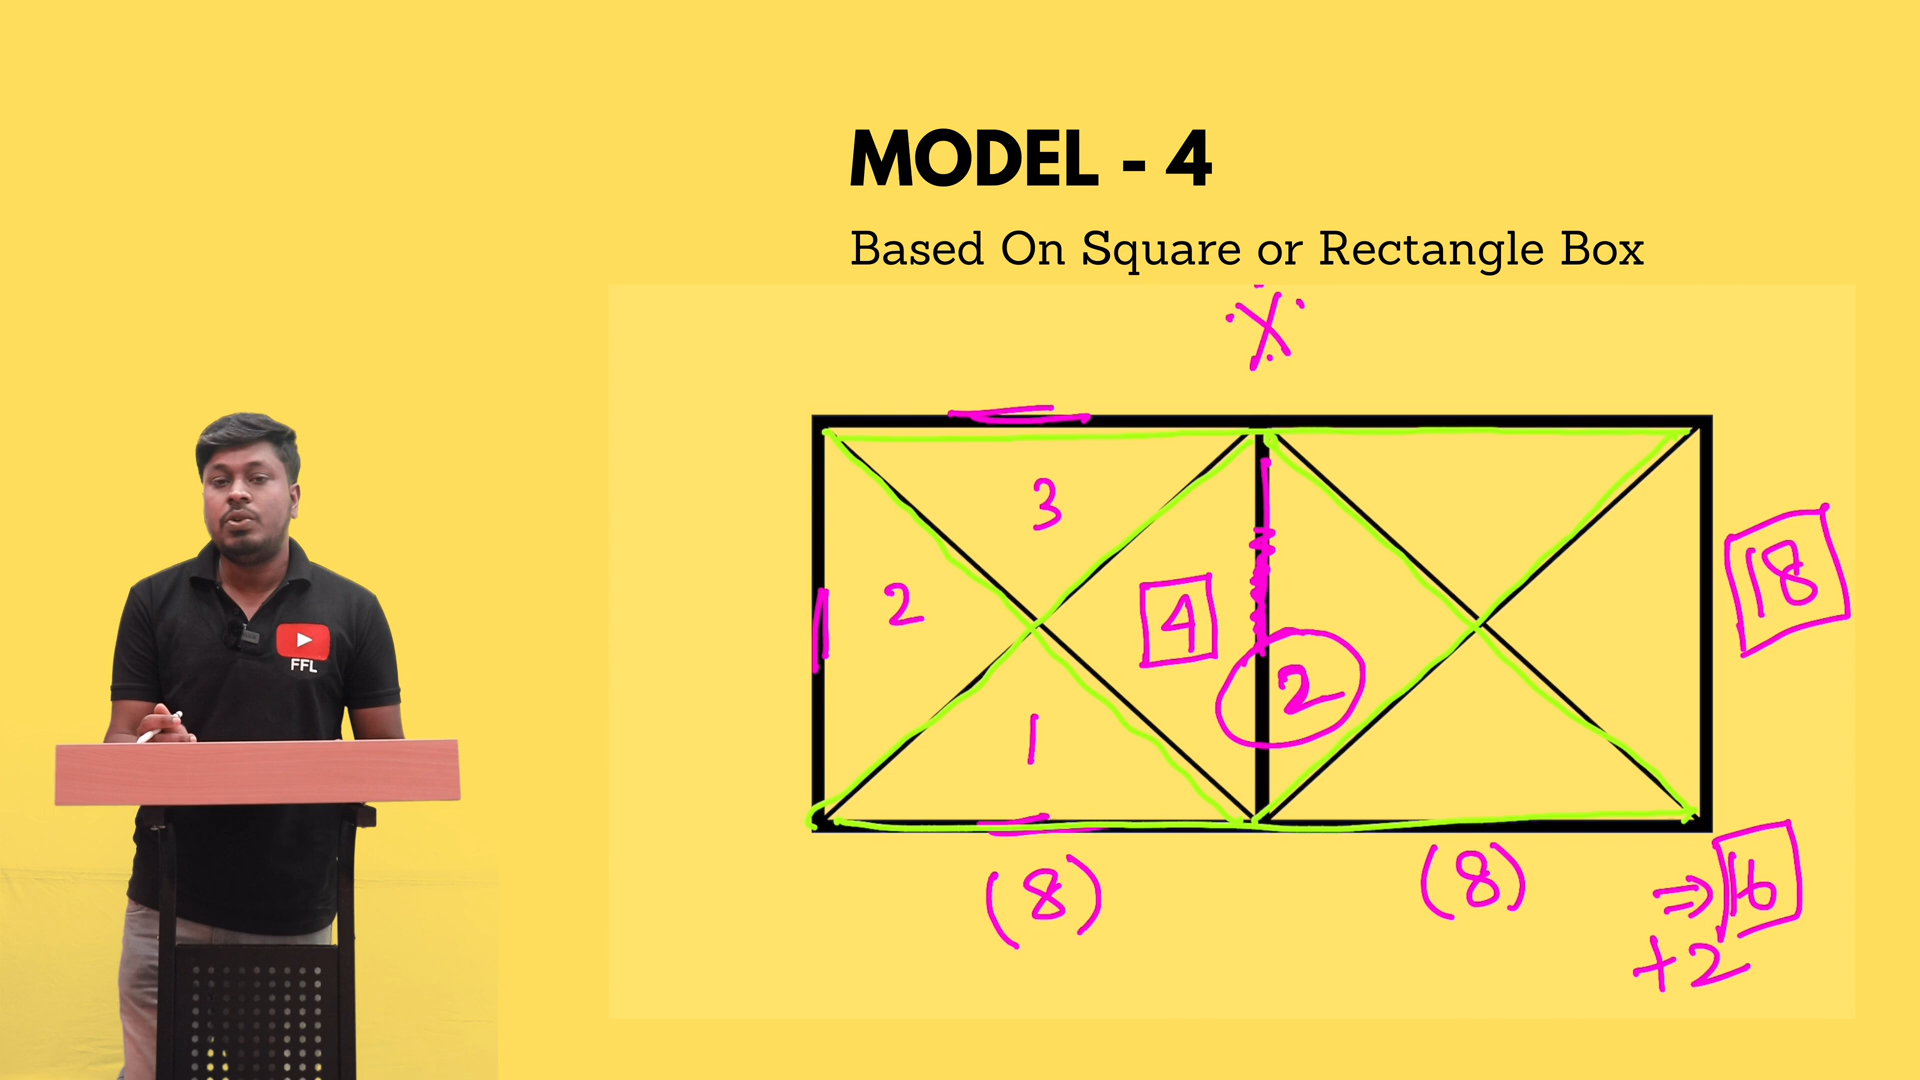 MODEL - 4
Based On Square or Rectangle Box
X
3
2
4
18
2
1
FFL
(8)
(8)
⇒ 16
+2